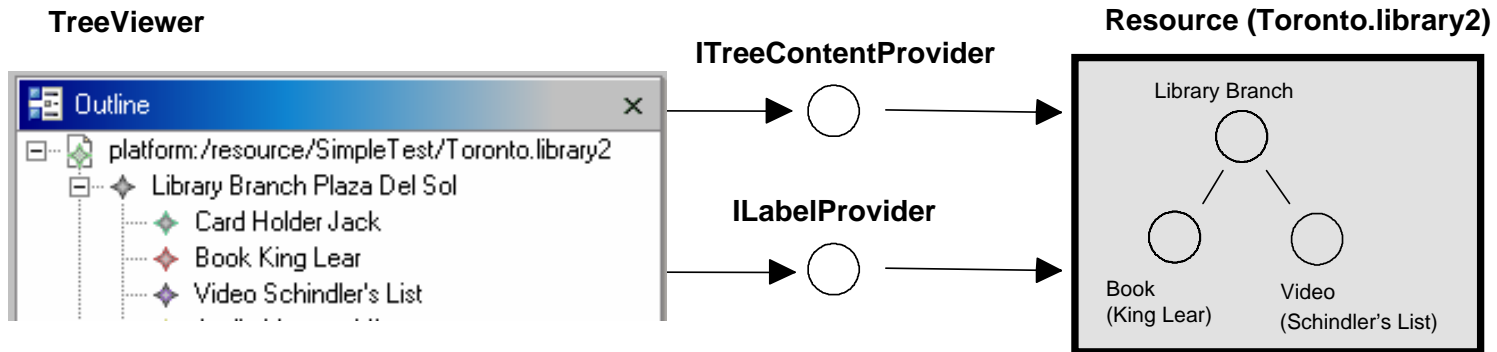 TreeViewer
Outline
platform:/resource/SimpleTest/Toronto.library2
Library Branch Plaza Del Sol
Card Holder Jack
Book King Lear
Video Schindler's List
ITreeContentProvider
ILabelProvider
Resource (Toronto.library2)
Library Branch
Book
(King Lear)
Video
(Schindler's List)